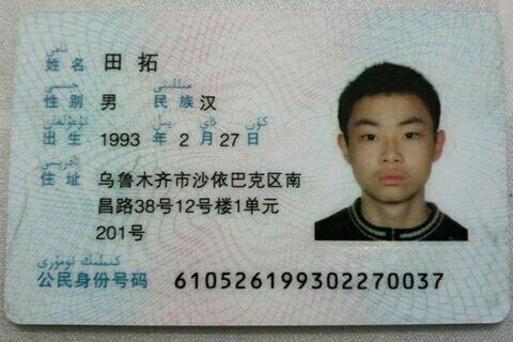 نامى
姓名 田拓
جىنسى مىللىتى
性别 男 民族 汉
تۇغۇلغان يىل ئاي كۈن
出生 1993 年 2 月 27 日
ئادرېسى
住址 乌鲁木齐市沙依巴克区南
昌路38号12号楼1单元
201号
كىملىك نومۇرى
公民身份号码 610526199302270037